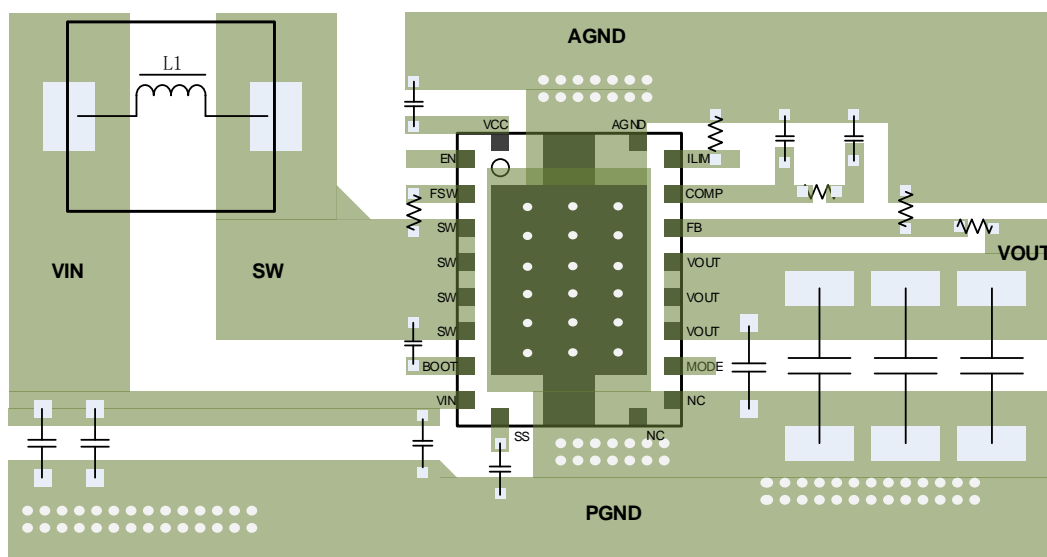 AGND
L1
VCC
AGND
EN
ILIM
FSW
COMP
SW
FB
VIN
SW
SW
VOUT
VOUT
SW
VOUT
SW
VOUT
BOOT
MODE
VIN
NC
SS
NC
PGND